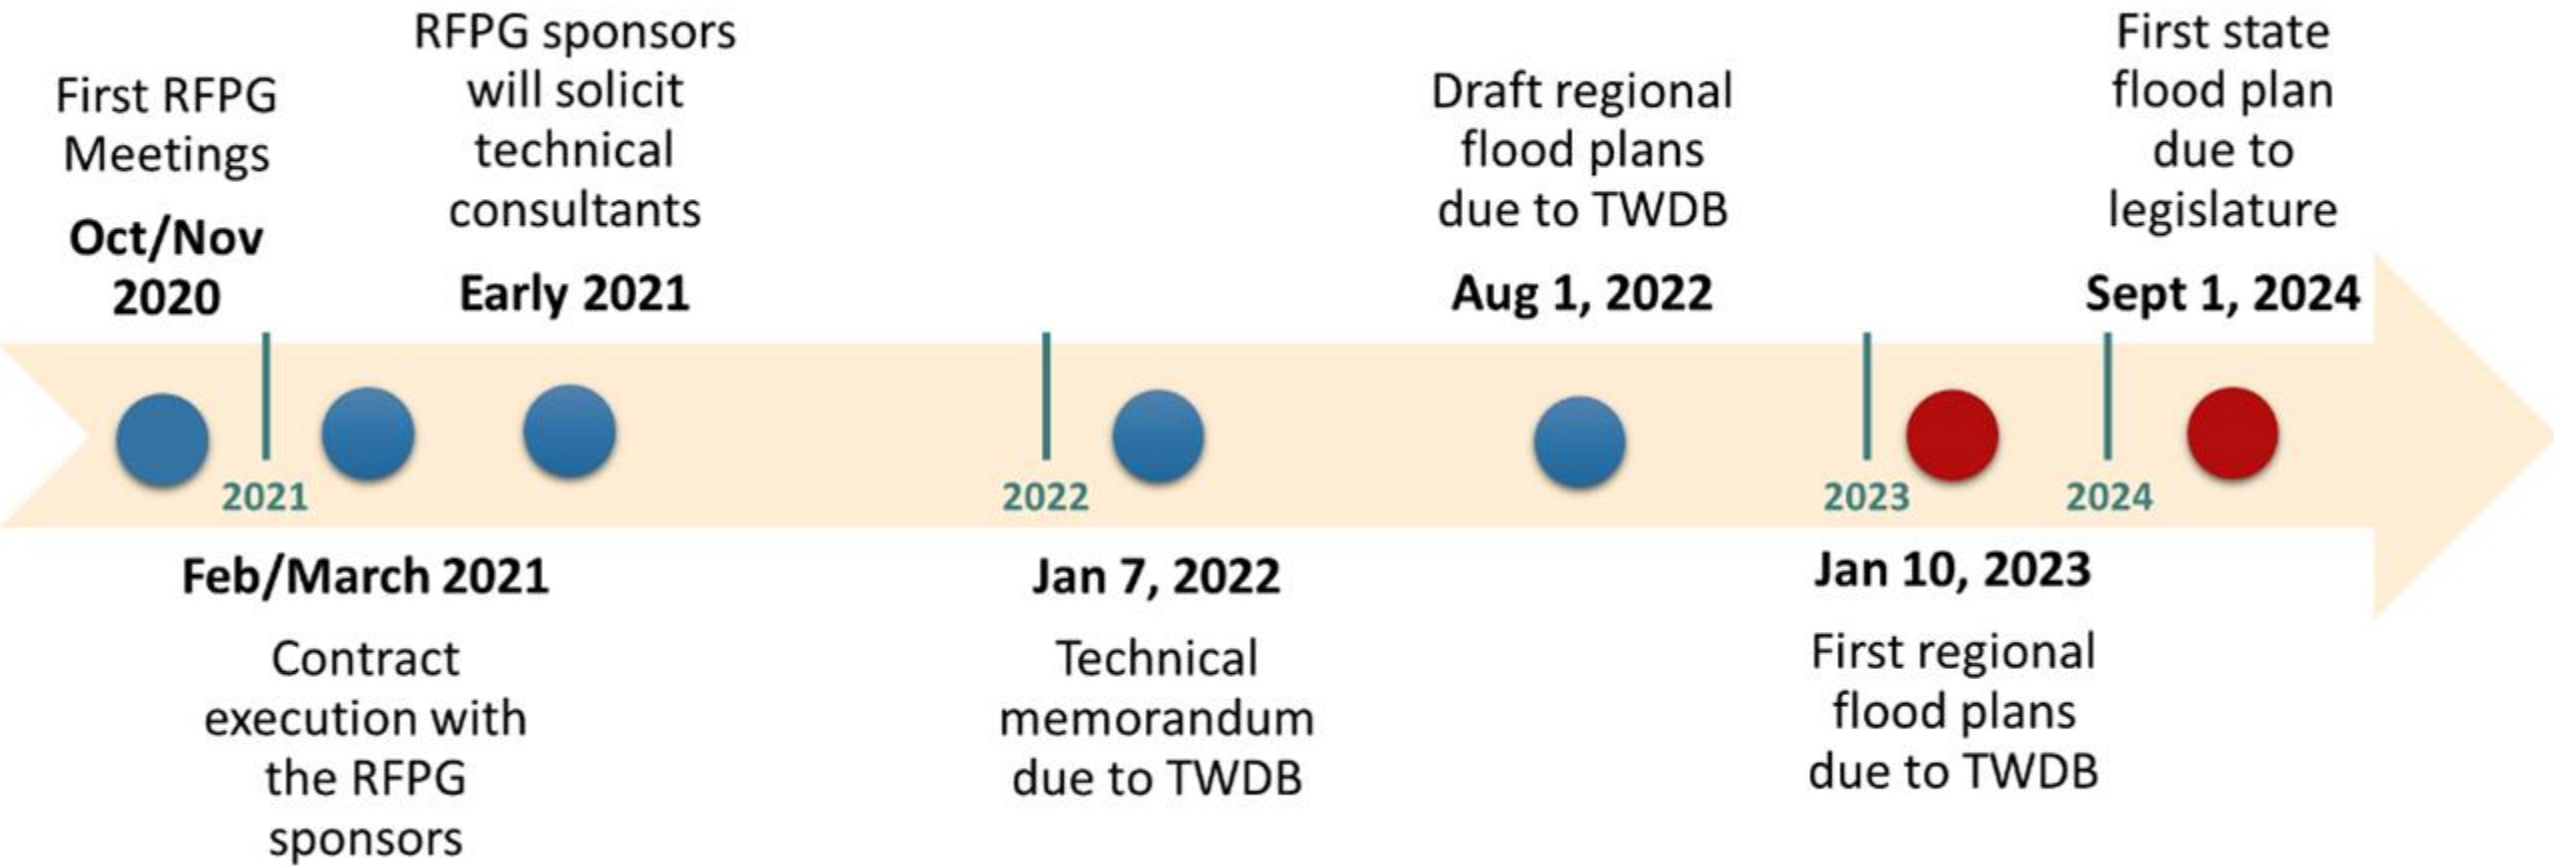 First RFPG
Meetings
Oct/Nov
2020
RFPG sponsors
will solicit
technical
consultants
Early 2021
Draft regional
flood plans
due to TWDB
Aug 1, 2022
First state
flood plan
due to
legislature
Sept 1, 2024
2021
2022
2023
2024
Feb/March 2021
Contract
execution with
the RFPG
sponsors
Jan 7, 2022
Technical
memorandum
due to TWDB
Jan 10, 2023
First regional
flood plans
due to TWDB